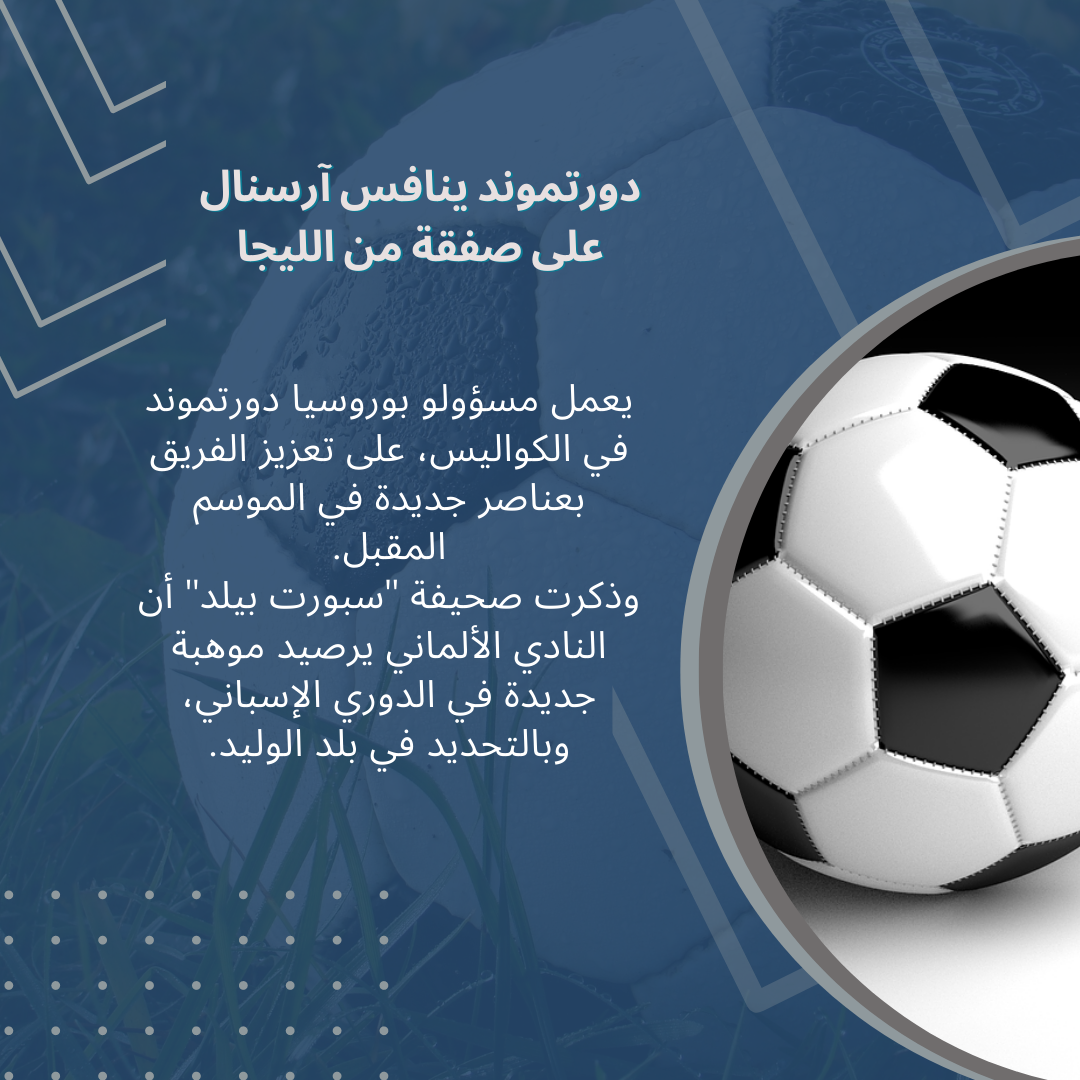 دورتموند ينافس آرسنال
على صفقة من الليجا
يعمل مسؤولو بوروسيا دورتموند
في الكواليس، على تعزيز الفريق
بعناصر جديدة في الموسم
المقبل.
وذكرت صحيفة "سبورت بيلد" أن
النادي الألماني يرصيد موهبة
جديدة في الدوري الإسباني،
وبالتحديد في بلد الوليد.